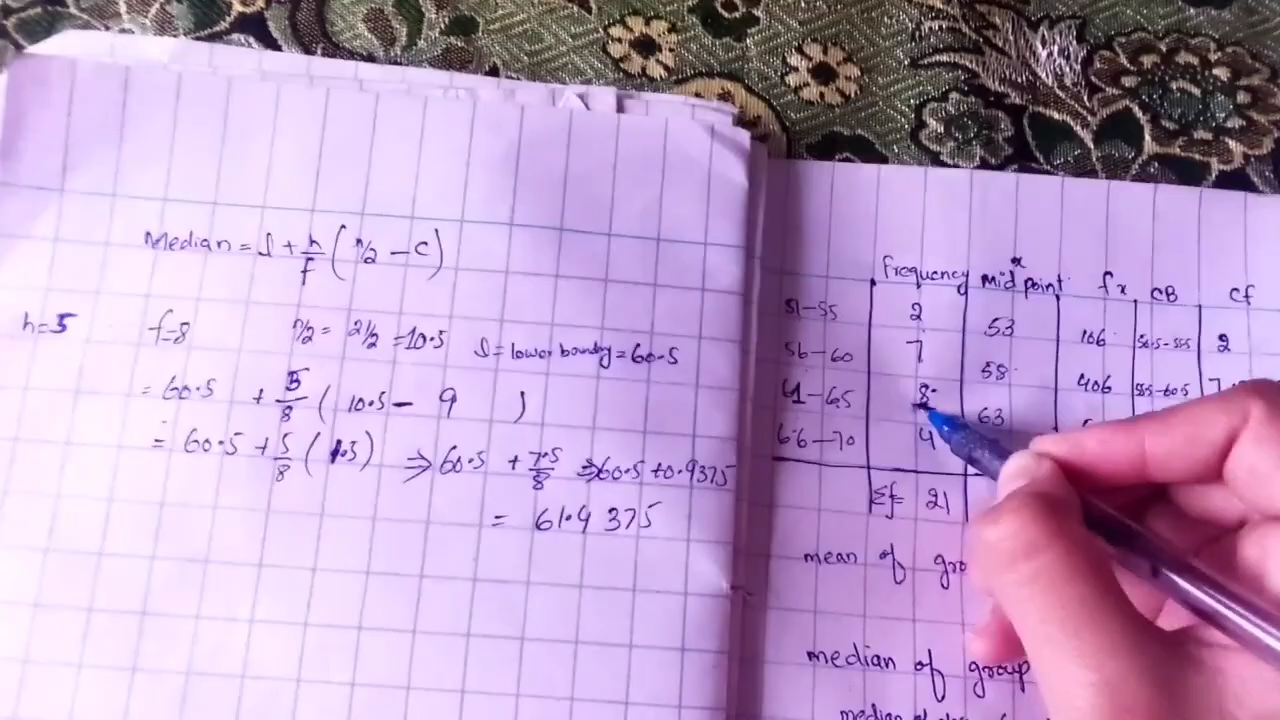 Median = l + h/f ( n/2 - C )
h=5 f=8 n/2 = 21/2 =10.5 l = lower boundry = 60.5
= 60.5 + 5/8 ( 10.5 - 9 )
= 60.5 + 5/8 ( 1.5 ) ⇒ 60.5 + 7.5/8 ⇒ 60.5 + 0.9375
= 61.4 375
frequency mid point x fx CB Cf
51-55 2 53 106 50.5-55.5 2
56-60 7 58 406 55.5-60.5
61-65 8 63
66-70 4
Σf= 21
mean of
median of group